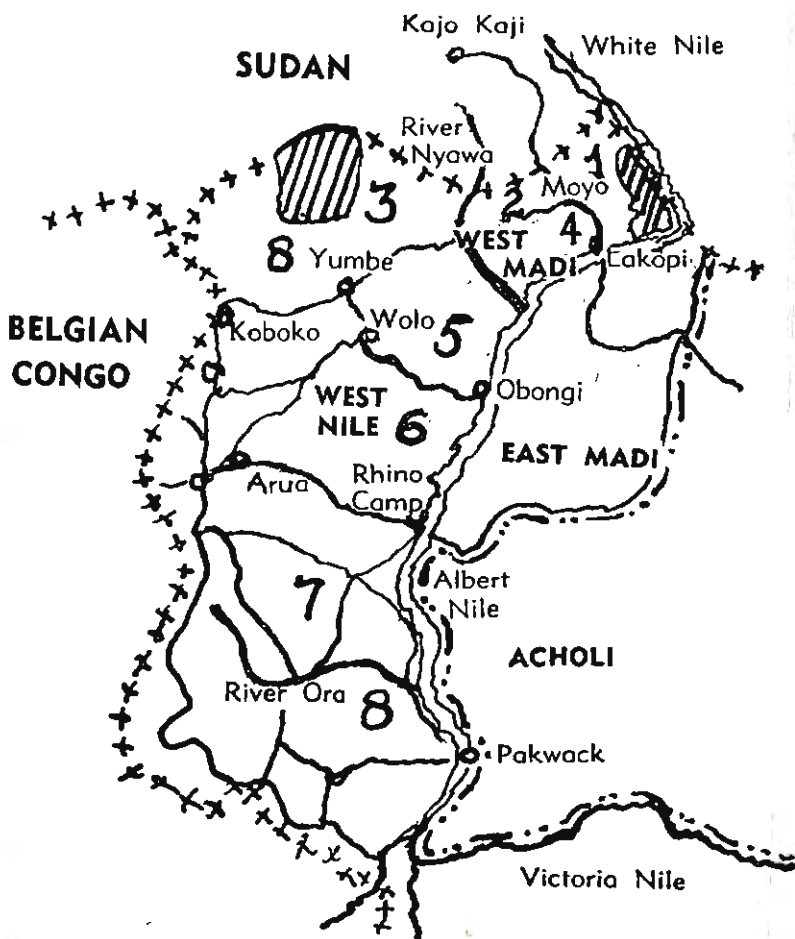 Kajo Kaji
White Nile
SUDAN
River
Nyawa
1
3
2
Moyo
4
8
Yumbe
WEST
MADI
Eakopi
BELGIAN
CONGO
Koboko
Wolo
5
WEST
NILE
6
Obongi
EAST MADI
Arua
Rhino
Camp
7
Albert
Nile
ACHOLI
River Ora
8
Pakwack
Victoria Nile